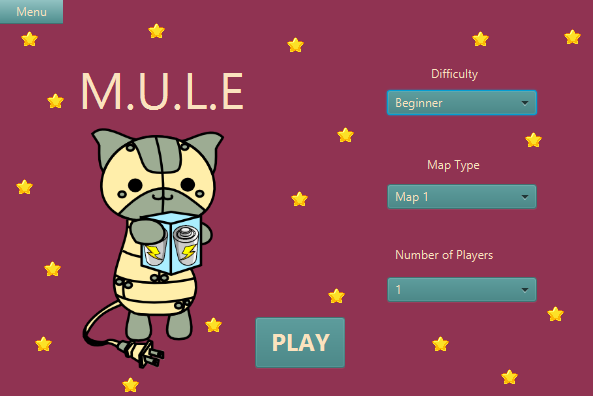 Menu
M.U.L.E
Difficulty
Beginner
Map Type
Map 1
Number of Players
1
PLAY